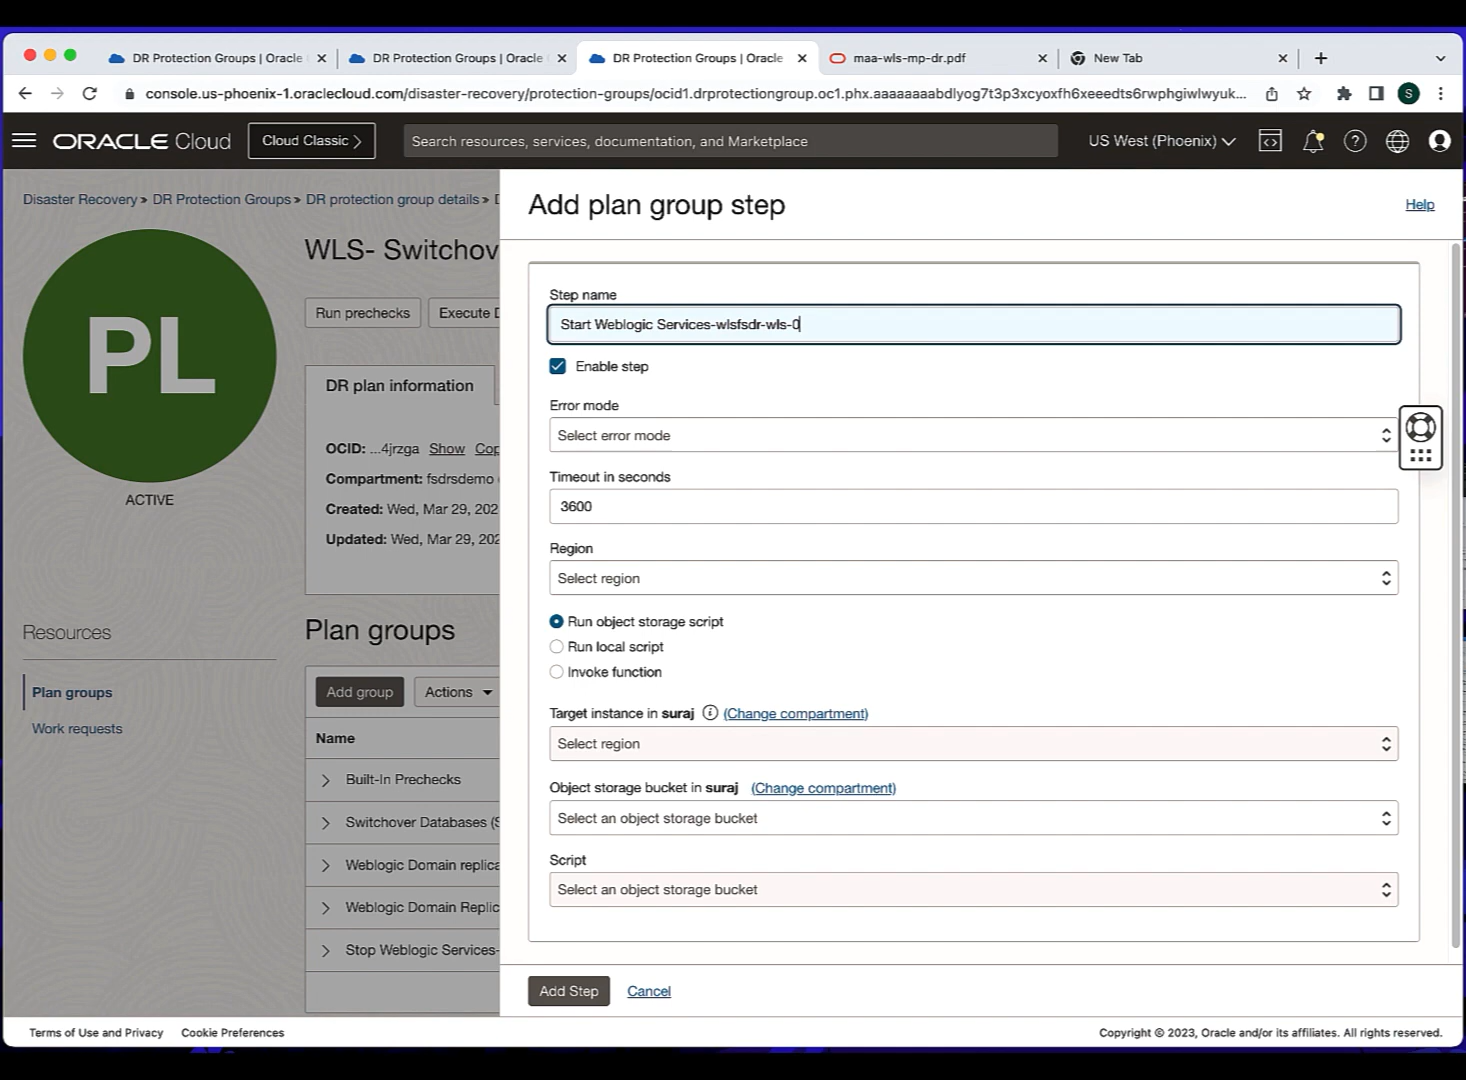 DR Protection Groups | Oracle
DR Protection Groups | Oracle
DR Protection Groups | Oracle
maa-wls-mp-dr.pdf
New Tab
console.us-phoenix-1.oraclecloud.com/disaster-recovery/protection-groups/ocid1.drprotectiongroup.oc1.phx.aaaaaaaabdlyog7t3p3xcyoxfh6xeeedts6rwphgiwlwyuk...
S
ORACLE Cloud
Cloud Classic
Search resources, services, documentation, and Marketplace
US West (Phoenix)
Disaster Recovery » DR Protection Groups » DR protection group details »
Add plan group step
Help
PL
ACTIVE
WLS- Switchov
Run prechecks
Execute
DR plan information
OCID: ...4jrzga Show Cop
Compartment: fsdrsdemo
Created: Wed, Mar 29, 202
Updated: Wed, Mar 29, 202
Resources
Plan groups
Work requests
Plan groups
Add group
Actions
Name
Built-In Prechecks
Switchover Databases (S
Weblogic Domain replica
Weblogic Domain Replic
Stop Weblogic Services-
Step name
Start Weblogic Services-wlsfsdr-wls-0
Enable step
Error mode
Select error mode
Timeout in seconds
3600
Region
Select region
Run object storage script
Run local script
Invoke function
Target instance in suraj (Change compartment)
Select region
Object storage bucket in suraj (Change compartment)
Select an object storage bucket
Script
Select an object storage bucket
Add Step
Cancel
Terms of Use and Privacy
Cookie Preferences
Copyright © 2023, Oracle and/or its affiliates. All rights reserved.